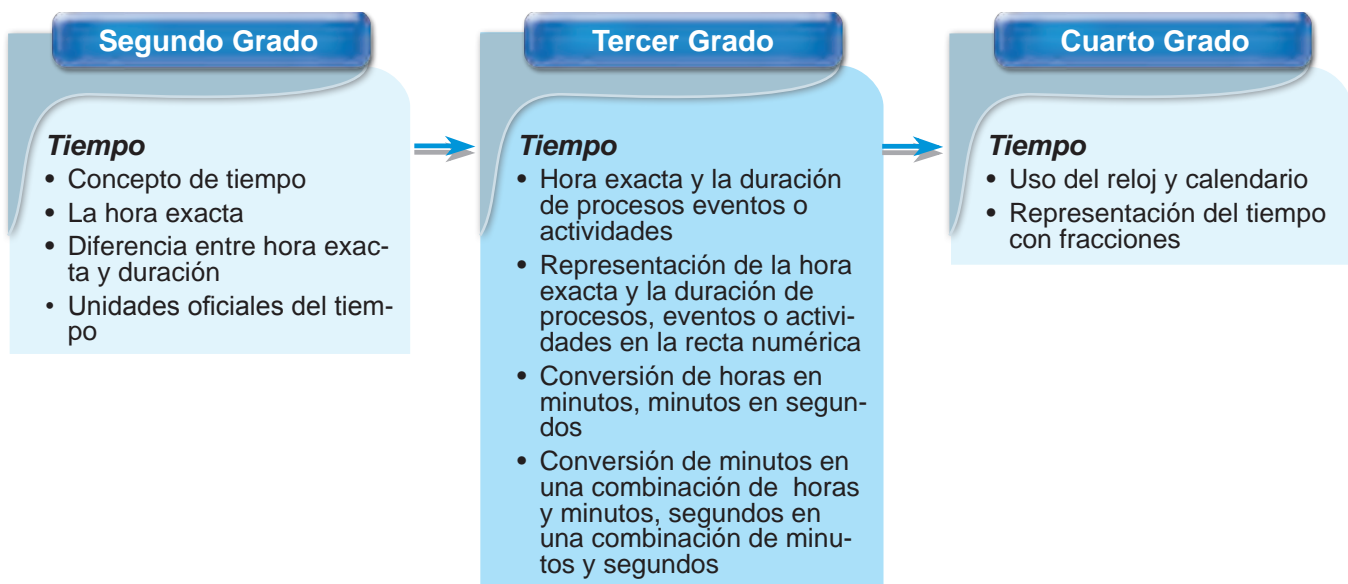 Segundo Grado
Tiempo
• Concepto de tiempo
• La hora exacta
• Diferencia entre hora exac-
ta y duración
• Unidades oficiales del tiem-
po
Tercer Grado
Tiempo
• Hora exacta y la duración
de procesos eventos o
actividades
• Representación de la hora
exacta y la duración de
procesos, eventos o activi-
dades en la recta numérica
• Conversión de horas en
minutos, minutos en segun-
dos
• Conversión de minutos en
una combinación de horas
y minutos, segundos en
una combinación de minu-
tos y segundos
Cuarto Grado
Tiempo
• Uso del reloj y calendario
• Representación del tiempo
con fracciones